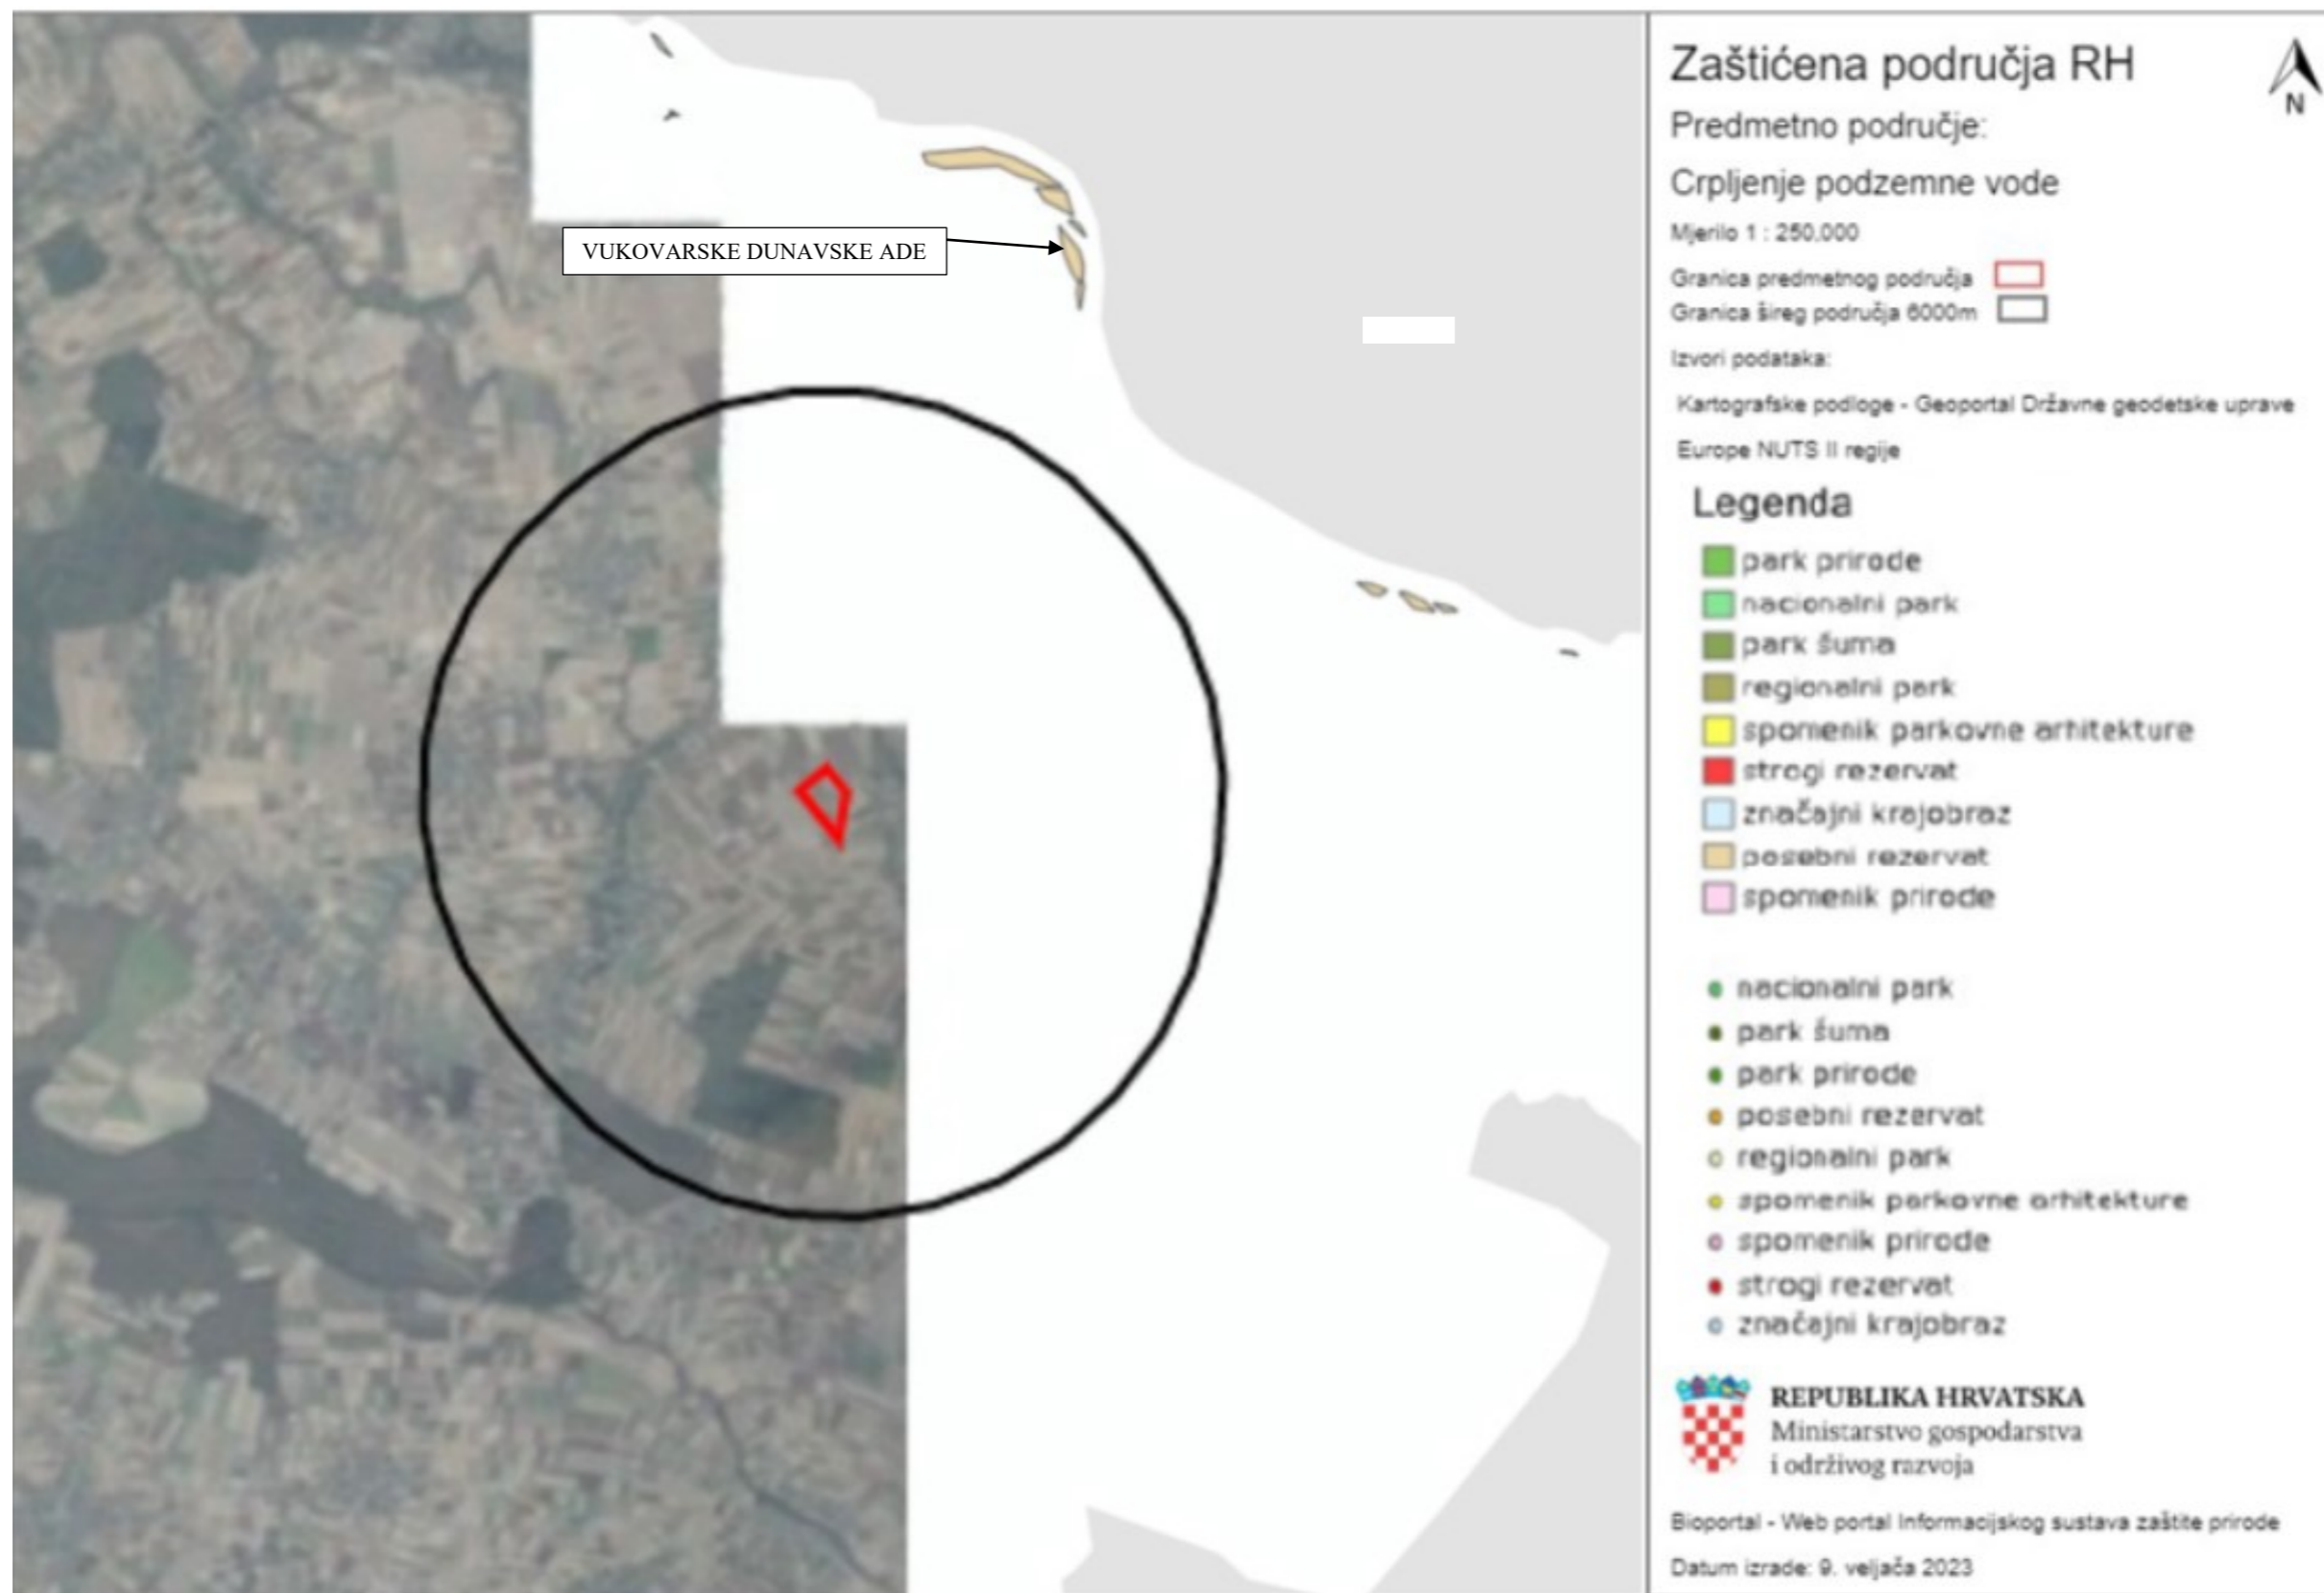 VUKOVARSKE DUNAVSKE ADE
Zaštićena područja RH
N
Predmetno područje:
Crpljenje podzemne vode
Mjerilo 1 : 250.000
Granica predmetnog područja
Granica šireg područja 6000m
Izvori podataka:
Kartografske podloge - Geoportal Državne geodetske uprave
Europe NUTS II regije
Legenda
park prirode
nacionalni park
park šuma
regionalni park
spomenik parkovne arhitekture
strogi rezervat
značajni krajobraz
posebni rezervat
spomenik prirode
nacionalni park
park šuma
park prirode
posebni rezervat
regionalni park
spomenik parkovne arhitekture
spomenik prirode
strogi rezervat
značajni krajobraz
REPUBLIKA HRVATSKA
Ministarstvo gospodarstva
i održivog razvoja
Bioportal - Web portal Informacijskog sustava zaštite prirode
Datum izrade: 9. veljača 2023